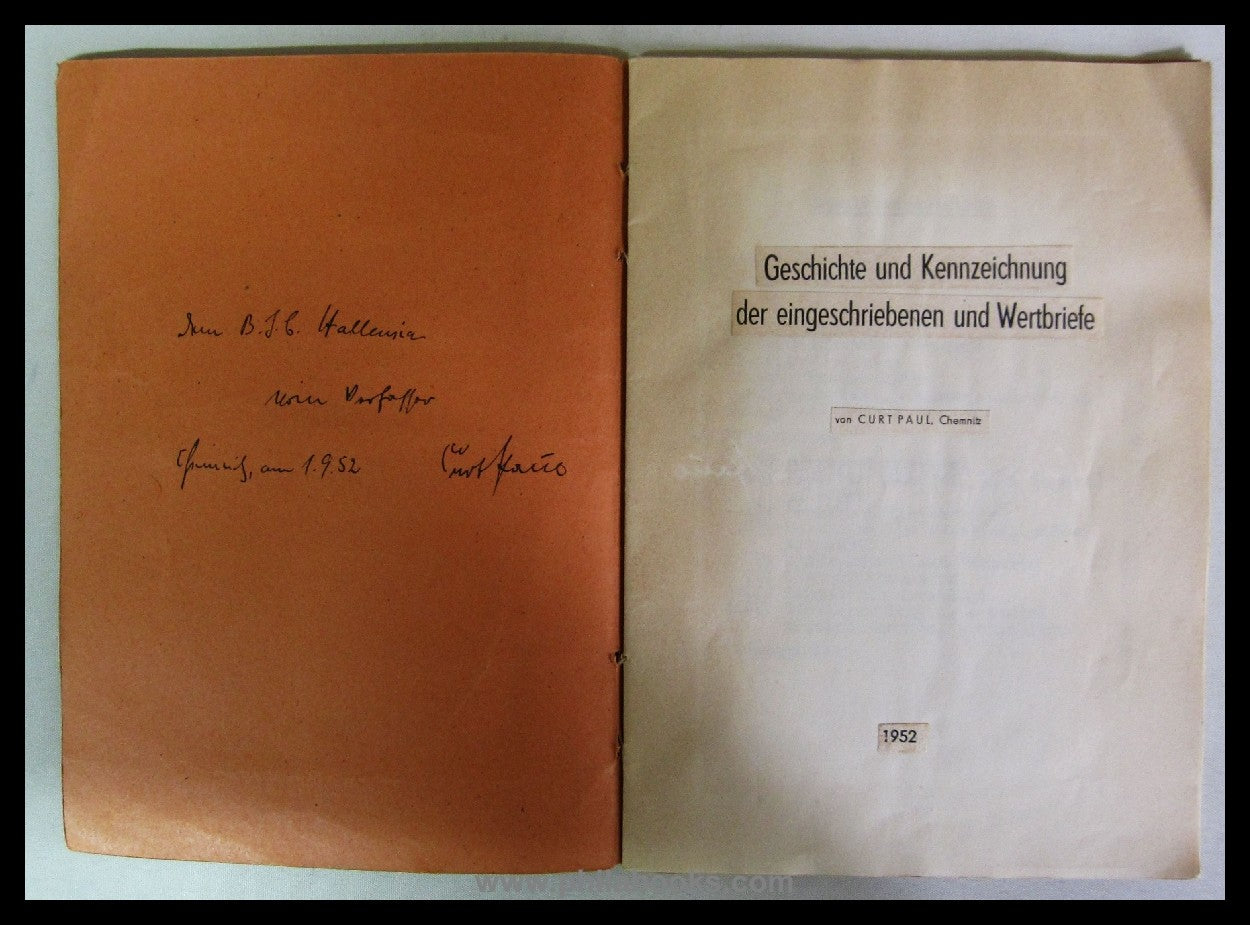 Dem B.S.C. Hallensia
vom Verfasser
Chemnitz, am 1.9.52 Curt Paul
Geschichte und Kennzeichnung
der eingeschriebenen und Wertbriefe
von CURT PAUL, Chemnitz
1952